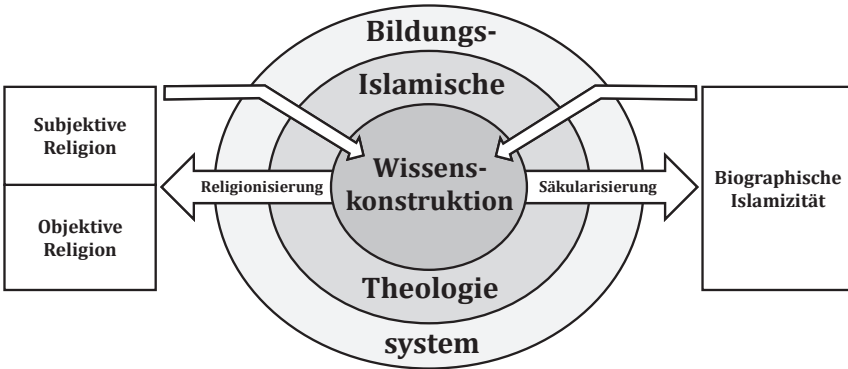 Bildungs-
Islamische
Subjektive
Religion
Wissens-
konstruktion
Religionisierung
Säkularisierung
Biographische
Islamizität
Objektive
Religion
Theologie
system